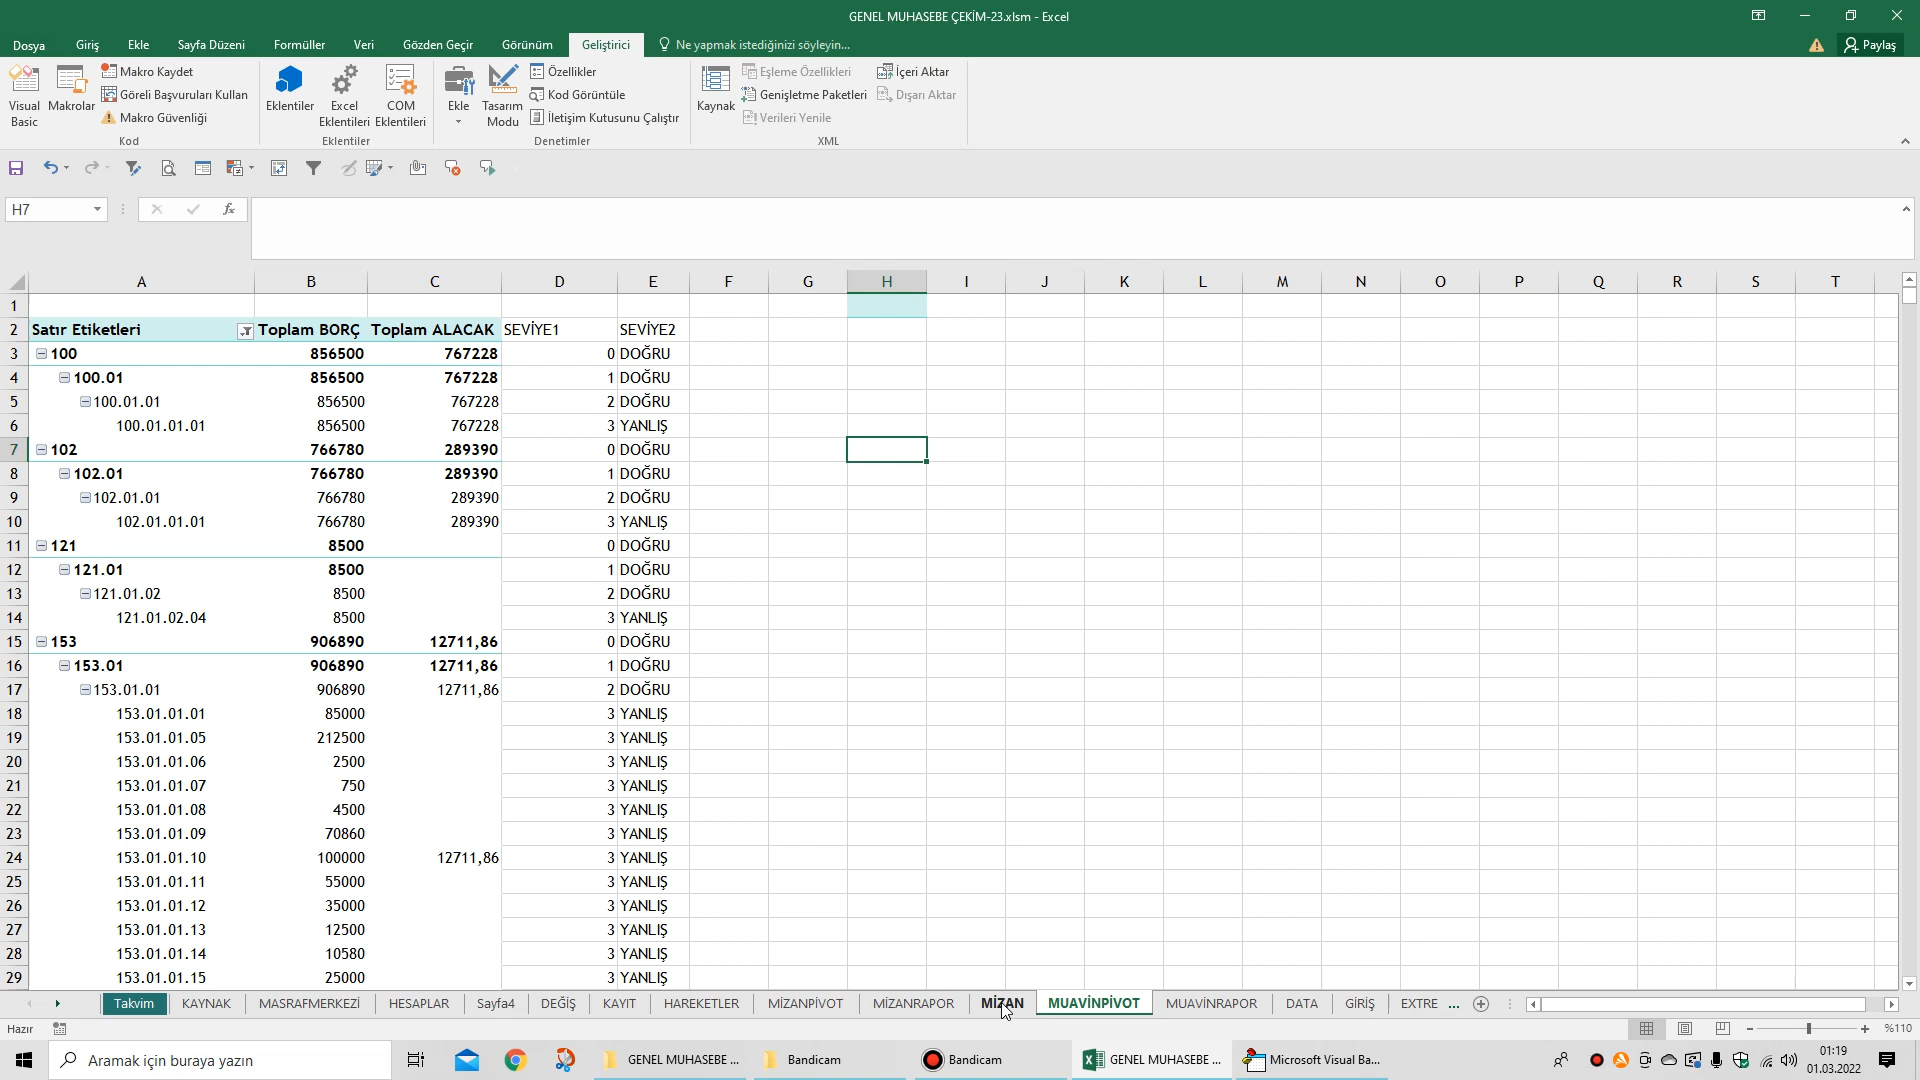 GENEL MUHASEBE ÇEKİM-23.xlsm - Excel
Dosya Giriş Ekle Sayfa Düzeni Formüller Veri Gözden Geçir Görünüm Geliştirici Ne yapmak istediğinizi söyleyin... Paylaş
Visual Basic
Makrolar
Makro Kaydet
Göreli Başvuruları Kullan
Makro Güvenliği
Kod
Eklentiler
Excel Eklentileri
COM Eklentileri
Eklentiler
Ekle
Tasarım Modu
Özellikler
Kod Görüntüle
İletişim Kutusunu Çalıştır
Denetimler
Kaynak
Eşleme Özellikleri
Genişletme Paketleri
Verileri Yenile
İçeri Aktar
Dışarı Aktar
XML
H7 fx
A B C D E F G H I J K L M N O P Q R S T
1
2 Satır Etiketleri Toplam BORÇ Toplam ALACAK SEVİYE1 SEVİYE2
3 100 856500 767228 0 DOĞRU
4 100.01 856500 767228 1 DOĞRU
5 100.01.01 856500 767228 2 DOĞRU
6 100.01.01.01 856500 767228 3 YANLIŞ
7 102 766780 289390 0 DOĞRU
8 102.01 766780 289390 1 DOĞRU
9 102.01.01 766780 289390 2 DOĞRU
10 102.01.01.01 766780 289390 3 YANLIŞ
11 121 8500 0 DOĞRU
12 121.01 8500 1 DOĞRU
13 121.01.02 8500 2 DOĞRU
14 121.01.02.04 8500 3 YANLIŞ
15 153 906890 12711,86 0 DOĞRU
16 153.01 906890 12711,86 1 DOĞRU
17 153.01.01 906890 12711,86 2 DOĞRU
18 153.01.01.01 85000 3 YANLIŞ
19 153.01.01.05 212500 3 YANLIŞ
20 153.01.01.06 2500 3 YANLIŞ
21 153.01.01.07 750 3 YANLIŞ
22 153.01.01.08 4500 3 YANLIŞ
23 153.01.01.09 70860 3 YANLIŞ
24 153.01.01.10 100000 12711,86 3 YANLIŞ
25 153.01.01.11 55000 3 YANLIŞ
26 153.01.01.12 35000 3 YANLIŞ
27 153.01.01.13 12500 3 YANLIŞ
28 153.01.01.14 10580 3 YANLIŞ
29 153.01.01.15 25000 3 YANLIŞ
Takvim KAYNAK MASRAFMERKEZİ HESAPLAR Sayfa4 DEĞİŞ KAYIT HAREKETLER MİZANPİVOT MİZANRAPOR MİZAN MUAVİNPİVOT MUAVİNRAPOR DATA GİRİŞ EXTRE ...
Hazır %110
Aramak için buraya yazın GENEL MUHASEBE ... Bandicam Bandicam GENEL MUHASEBE ... Microsoft Visual Ba... 01:19
01.03.2022